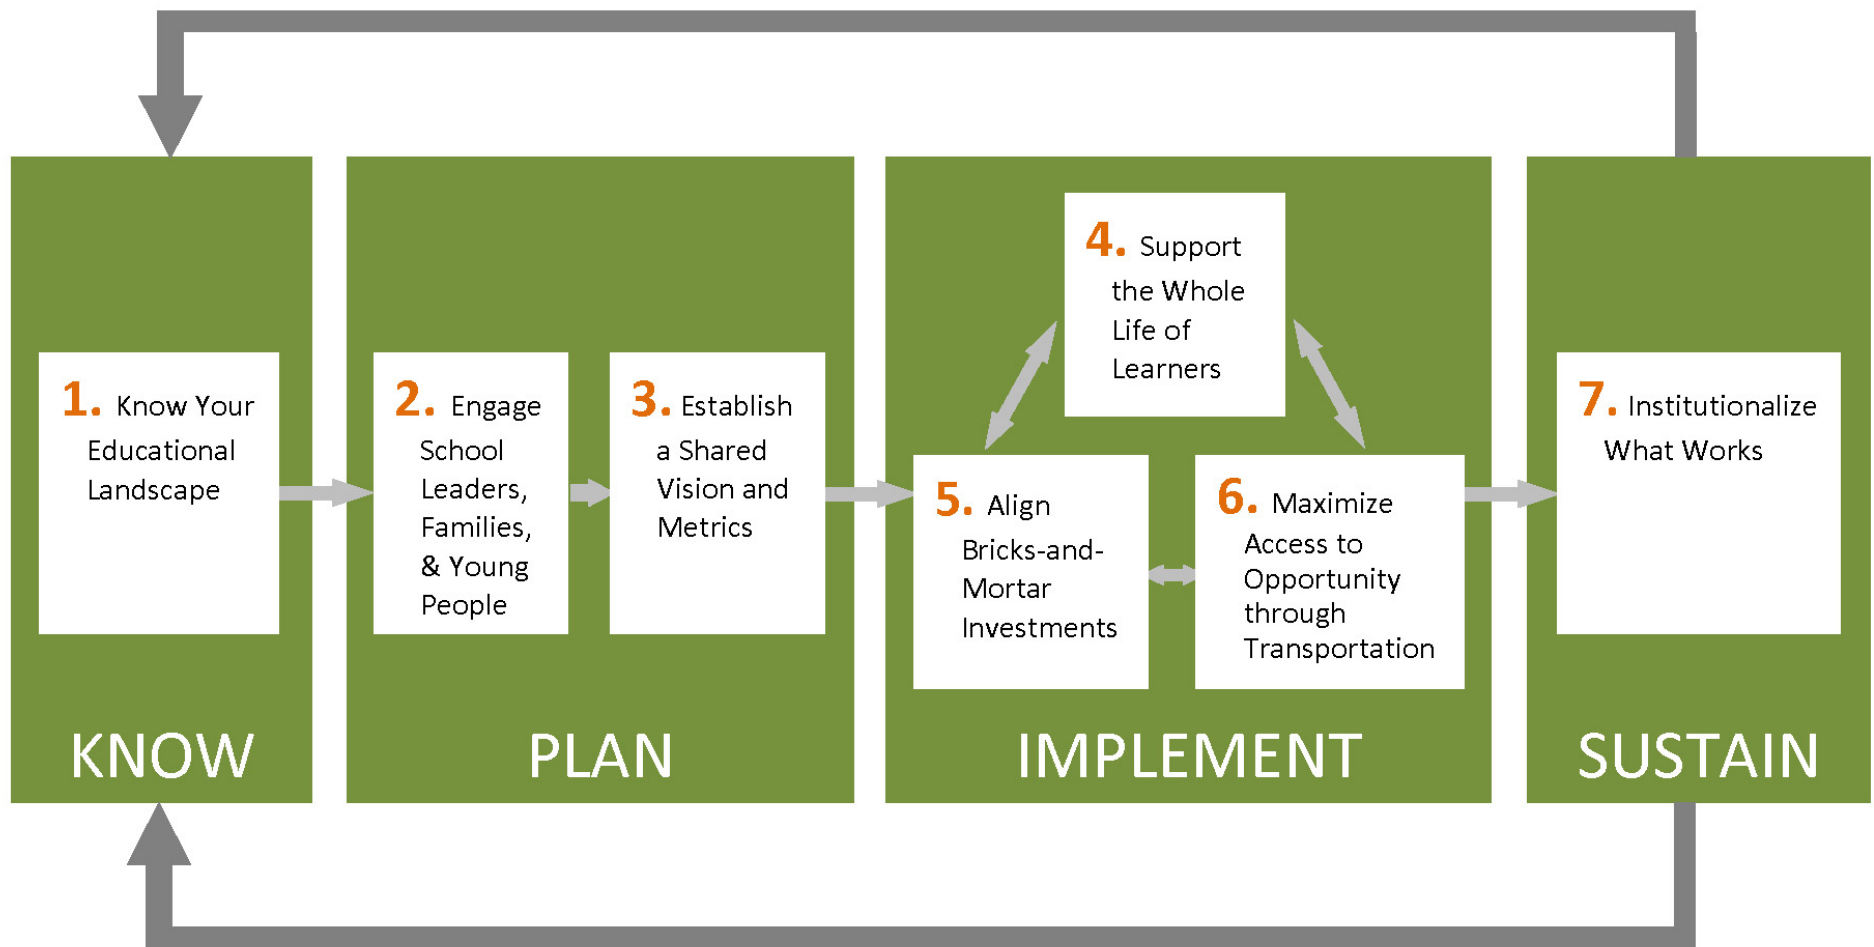 1. Know Your
Educational
Landscape
KNOW
2. Engage
School
Leaders,
Families,
& Young
People
3. Establish
a Shared
Vision and
Metrics
PLAN
4. Support
the Whole
Life of
Learners
5. Align
Bricks-and-
Mortar
Investments
6. Maximize
Access to
Opportunity
through
Transportation
IMPLEMENT
7. Institutionalize
What Works
SUSTAIN